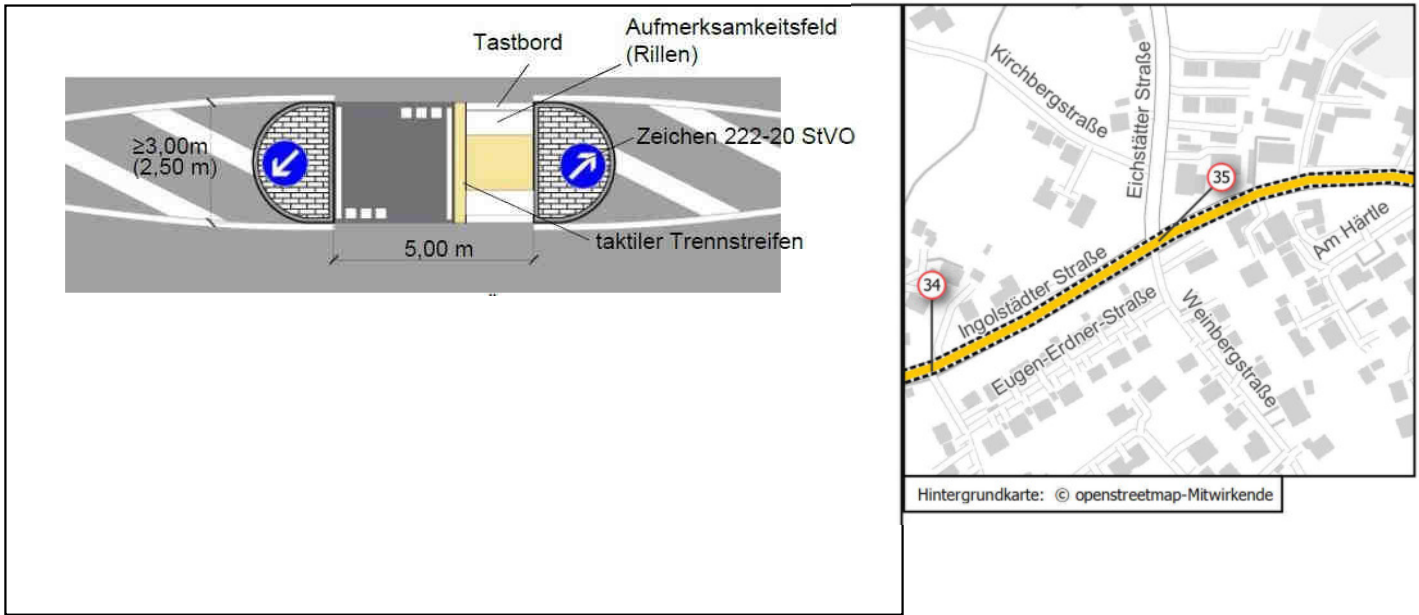 Tastbord
Aufmerksamkeitsfeld
(Rillen)
≥3,00m
(2,50 m)
Zeichen 222-20 StVO
5,00 m
taktiler Trennstreifen
Kirchbergstraße
Eichstätter Straße
35
Am Härtle
34
Ingolstädter Straße
Eugen-Erdner-Straße
Weinbergstraße
Hintergrundkarte: © openstreetmap-Mitwirkende